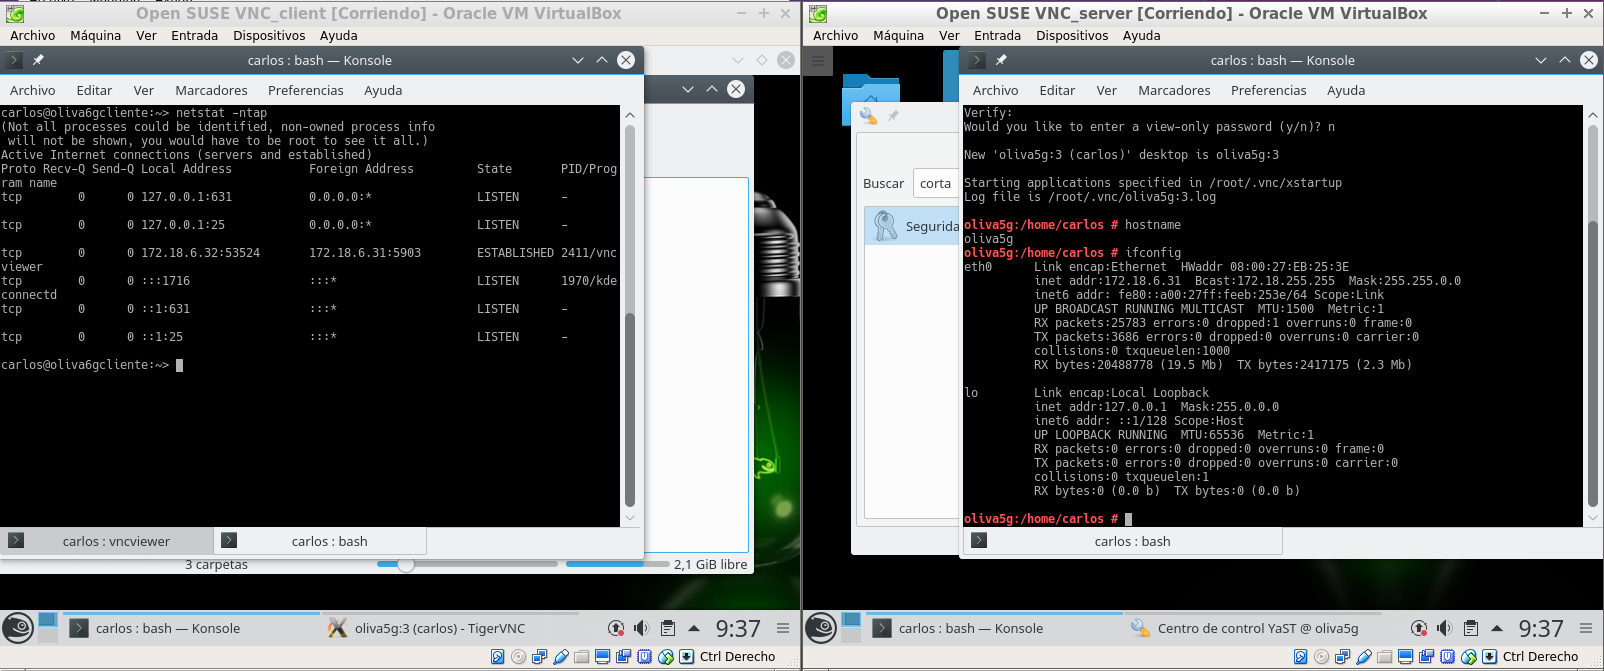 Open SUSE VNC_client [Corriendo] - Oracle VM VirtualBox
Archivo Máquina Ver Entrada Dispositivos Ayuda
carlos : bash — Konsole
Archivo Editar Ver Marcadores Preferencias Ayuda
carlos@oliva6gcliente:~> netstat -ntap
(Not all processes could be identified, non-owned process info
will not be shown, you would have to be root to see it all.)
Active Internet connections (servers and established)
Proto Recv-Q Send-Q Local Address Foreign Address State PID/Prog
ram name
tcp 0 0 127.0.0.1:631 0.0.0.0:* LISTEN -
tcp 0 0 127.0.0.1:25 0.0.0.0:* LISTEN -
tcp 0 0 172.18.6.32:53524 172.18.6.31:5903 ESTABLISHED 2411/vnc
viewer
tcp 0 0 :::1716 :::* LISTEN 1970/kde
connectd
tcp 0 0 ::1:631 :::* LISTEN -
tcp 0 0 ::1:25 :::* LISTEN -
carlos@oliva6gcliente:~>
carlos : vncviewer carlos : bash
3 carpetas 2,1 GiB libre
carlos : bash — Konsole oliva5g:3 (carlos) - TigerVNC 9:37
Ctrl Derecho
Open SUSE VNC_server [Corriendo] - Oracle VM VirtualBox
Archivo Máquina Ver Entrada Dispositivos Ayuda
carlos : bash — Konsole
Archivo Editar Ver Marcadores Preferencias Ayuda
Buscar corta
Segurida
Verify:
Would you like to enter a view-only password (y/n)? n
New 'oliva5g:3 (carlos)' desktop is oliva5g:3
Starting applications specified in /root/.vnc/xstartup
Log file is /root/.vnc/oliva5g:3.log
oliva5g:/home/carlos # hostname
oliva5g
oliva5g:/home/carlos # ifconfig
eth0 Link encap:Ethernet HWaddr 08:00:27:EB:25:3E
inet addr:172.18.6.31 Bcast:172.18.255.255 Mask:255.255.0.0
inet6 addr: fe80::a00:27ff:feeb:253e/64 Scope:Link
UP BROADCAST RUNNING MULTICAST MTU:1500 Metric:1
RX packets:25783 errors:0 dropped:1 overruns:0 frame:0
TX packets:3686 errors:0 dropped:0 overruns:0 carrier:0
collisions:0 txqueuelen:1000
RX bytes:20488778 (19.5 Mb) TX bytes:2417175 (2.3 Mb)
lo Link encap:Local Loopback
inet addr:127.0.0.1 Mask:255.0.0.0
inet6 addr: ::1/128 Scope:Host
UP LOOPBACK RUNNING MTU:65536 Metric:1
RX packets:0 errors:0 dropped:0 overruns:0 frame:0
TX packets:0 errors:0 dropped:0 overruns:0 carrier:0
collisions:0 txqueuelen:1
RX bytes:0 (0.0 b) TX bytes:0 (0.0 b)
oliva5g:/home/carlos #
carlos : bash
carlos : bash — Konsole Centro de control YaST @ oliva5g 9:37
Ctrl Derecho